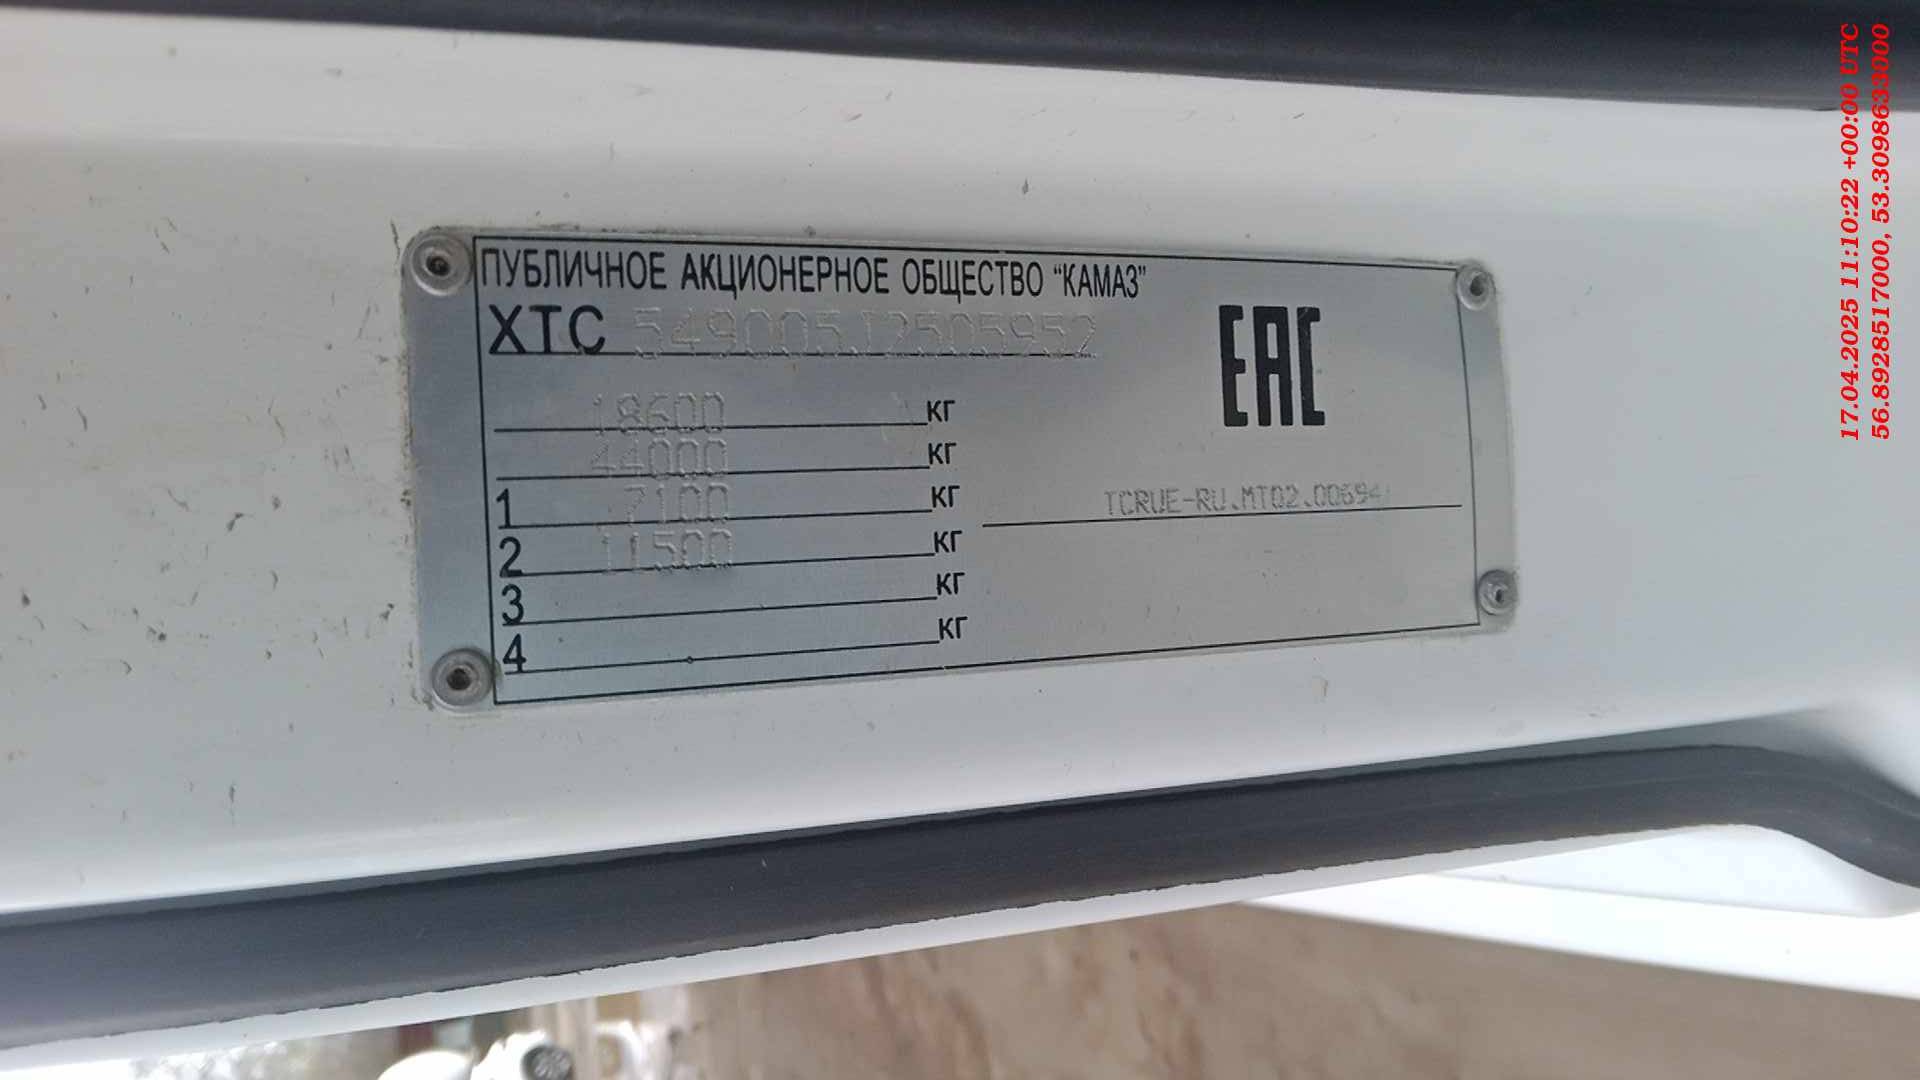 ПУБЛИЧНОЕ АКЦИОНЕРНОЕ ОБЩЕСТВО “КАМАЗ”
XTC 549005J2505952
18600 кг
44000 кг
1 7100 кг
2 11500 кг
3 кг
4 кг
EAC
TCRUE-RU.MT02.00694
17.04.2025 11:10:22 +00:00 UTC
56.8928517000, 53.3098633000